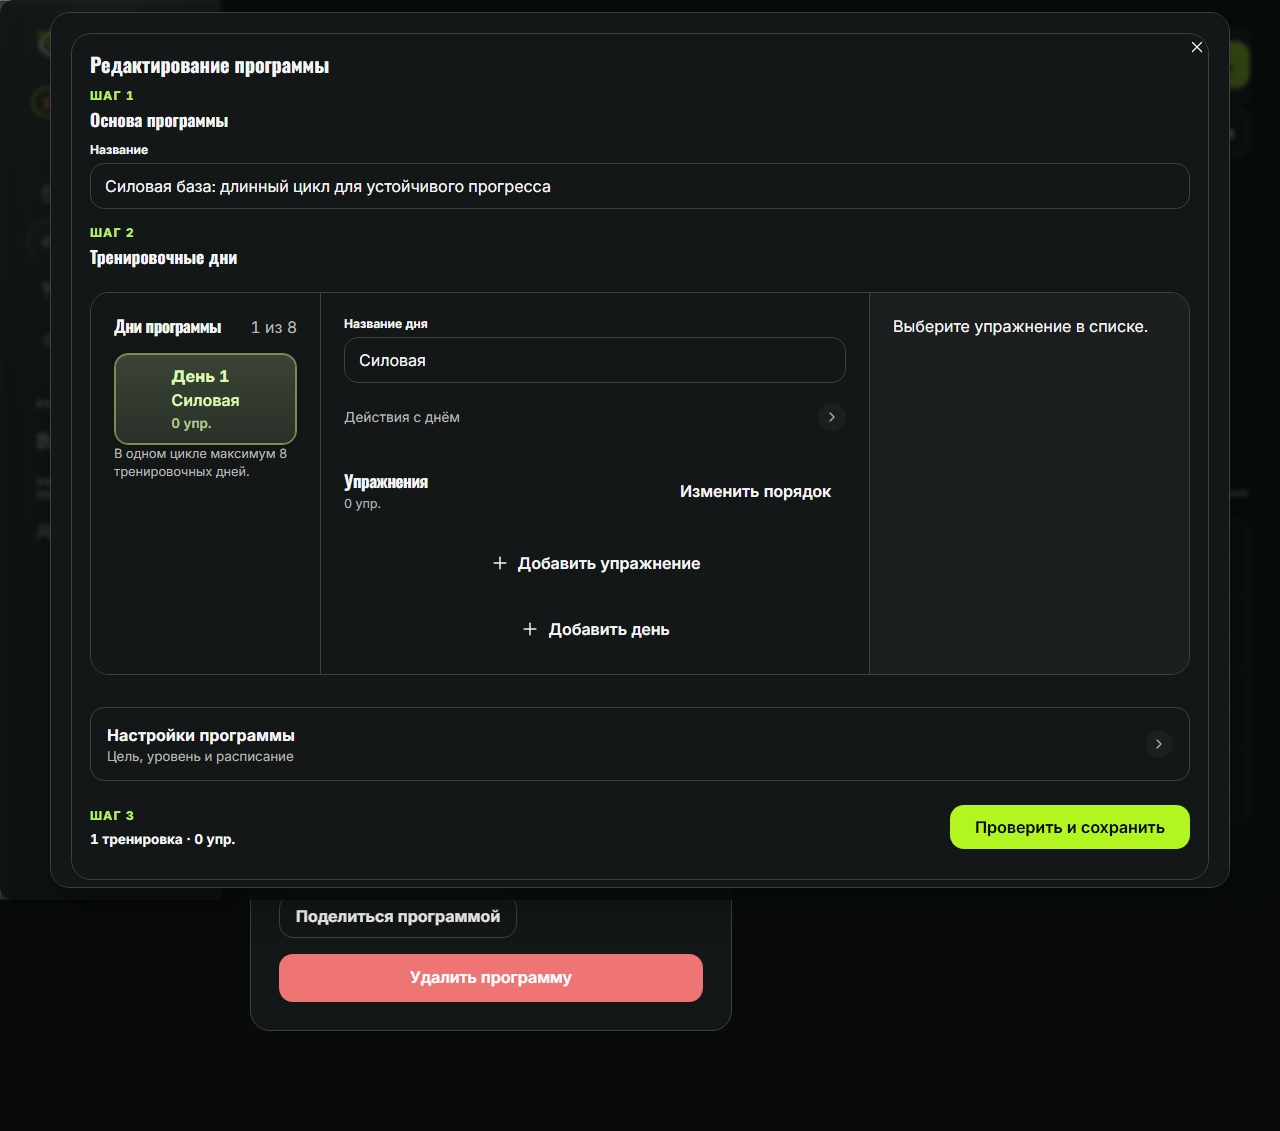 Редактирование программы
ШАГ 1
Основа программы
Название
Силовая база: длинный цикл для устойчивого прогресса
ШАГ 2
Тренировочные дни
Дни программы 1 из 8
День 1
Силовая
0 упр.
В одном цикле максимум 8
тренировочных дней.
Название дня
Силовая
Действия с днём
Упражнения
0 упр.
Изменить порядок
Добавить упражнение
Добавить день
Выберите упражнение в списке.
Настройки программы
Цель, уровень и расписание
ШАГ 3
1 тренировка · 0 упр.
Проверить и сохранить
Поделиться программой
Удалить программу